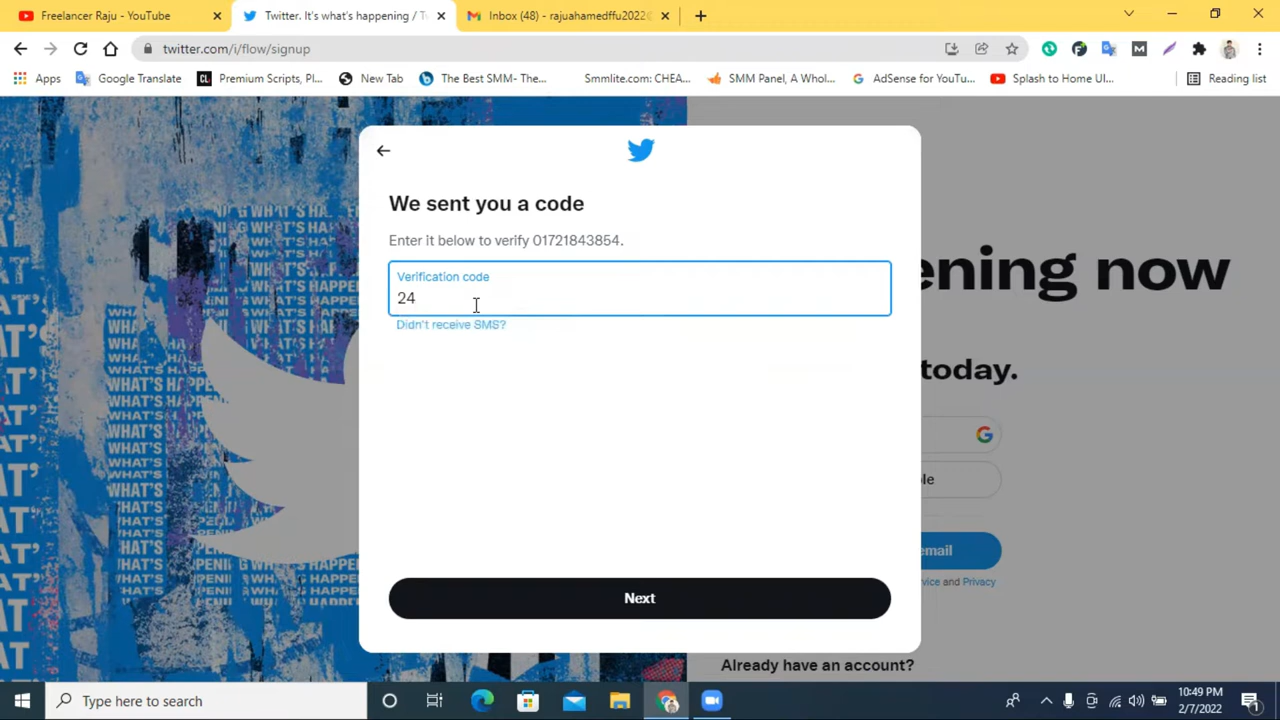 Freelancer Raju - YouTube
Twitter. It's what's happening / Tw
Inbox (48) - rajuahamedffu2022@
twitter.com/i/flow/signup
Apps
Google Translate
Premium Scripts, Pl...
New Tab
The Best SMM- The...
Smmlite.com: CHEA...
SMM Panel, A Whol...
AdSense for YouTu...
Splash to Home UI...
Reading list
We sent you a code
Enter it below to verify 01721843854.
Verification code
24
Didn't receive SMS?
Next
ening now
today.
le
email
vice and Privacy
Already have an account?
Type here to search
10:49 PM
2/7/2022